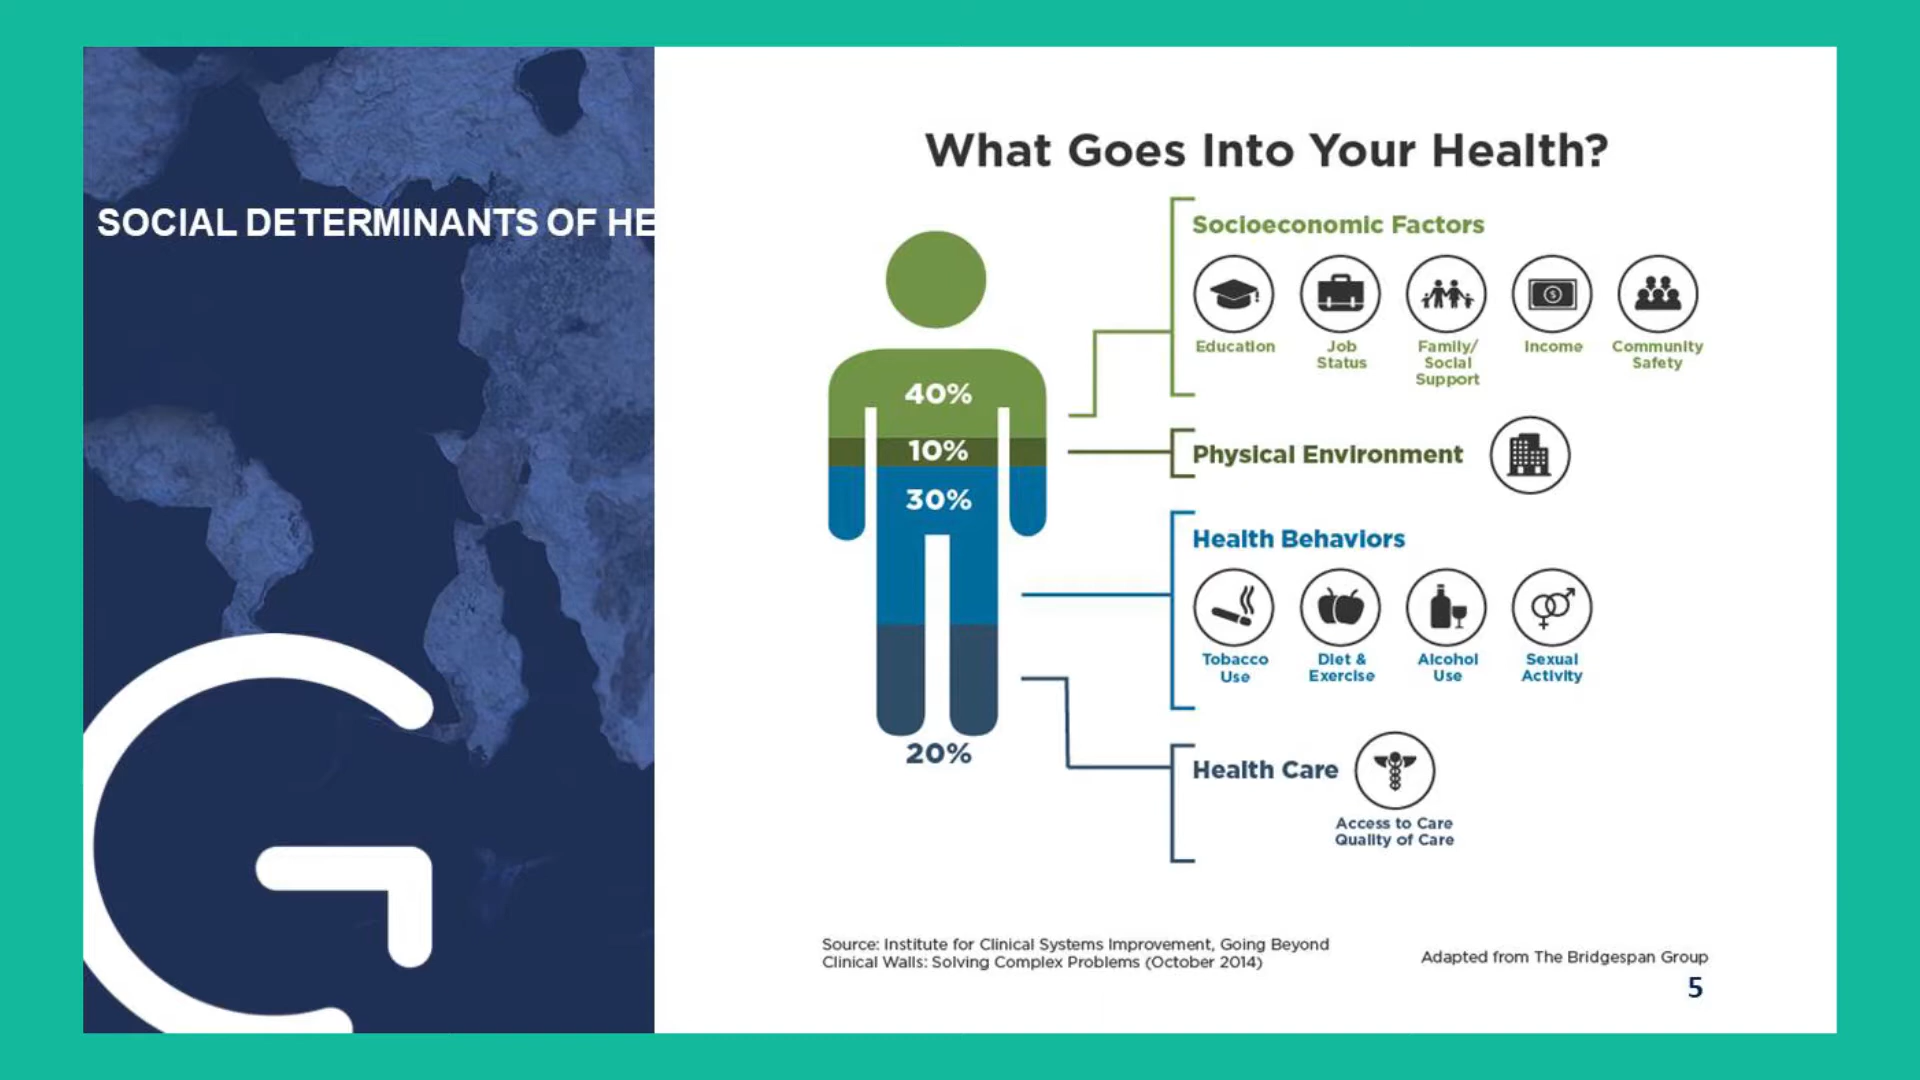 SOCIAL DETERMINANTS OF HE
What Goes Into Your Health?
Socioeconomic Factors
Education
Job
Status
Family/
Social
Support
Income
Community
Safety
40%
10%
30%
20%
Physical Environment
Health Behaviors
Tobacco
Use
Diet &
Exercise
Alcohol
Use
Sexual
Activity
Health Care
Access to Care
Quality of Care
Source: Institute for Clinical Systems Improvement, Going Beyond
Clinical Walls: Solving Complex Problems (October 2014)
Adapted from The Bridgespan Group
5